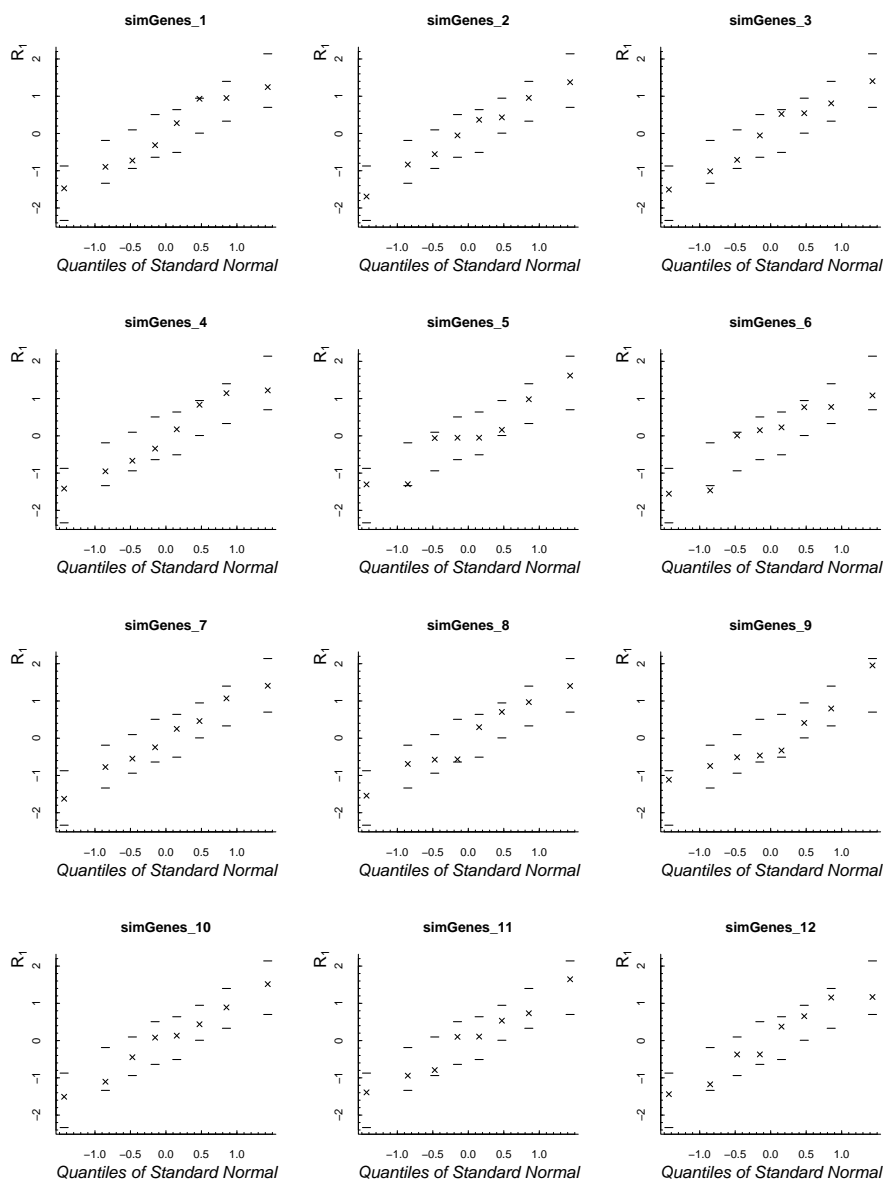 simGenes_1 simGenes_2 simGenes_3
R1 R1 R1
2 2 2
1 1 1
0 0 0
−1 −1 −1
−2 −2 −2
−1.0 −0.5 0.0 0.5 1.0 −1.0 −0.5 0.0 0.5 1.0 −1.0 −0.5 0.0 0.5 1.0
Quantiles of Standard Normal Quantiles of Standard Normal Quantiles of Standard Normal
simGenes_4 simGenes_5 simGenes_6
R1 R1 R1
2 2 2
1 1 1
0 0 0
−1 −1 −1
−2 −2 −2
−1.0 −0.5 0.0 0.5 1.0 −1.0 −0.5 0.0 0.5 1.0 −1.0 −0.5 0.0 0.5 1.0
Quantiles of Standard Normal Quantiles of Standard Normal Quantiles of Standard Normal
simGenes_7 simGenes_8 simGenes_9
R1 R1 R1
2 2 2
1 1 1
0 0 0
−1 −1 −1
−2 −2 −2
−1.0 −0.5 0.0 0.5 1.0 −1.0 −0.5 0.0 0.5 1.0 −1.0 −0.5 0.0 0.5 1.0
Quantiles of Standard Normal Quantiles of Standard Normal Quantiles of Standard Normal
simGenes_10 simGenes_11 simGenes_12
R1 R1 R1
2 2 2
1 1 1
0 0 0
−1 −1 −1
−2 −2 −2
−1.0 −0.5 0.0 0.5 1.0 −1.0 −0.5 0.0 0.5 1.0 −1.0 −0.5 0.0 0.5 1.0
Quantiles of Standard Normal Quantiles of Standard Normal Quantiles of Standard Normal